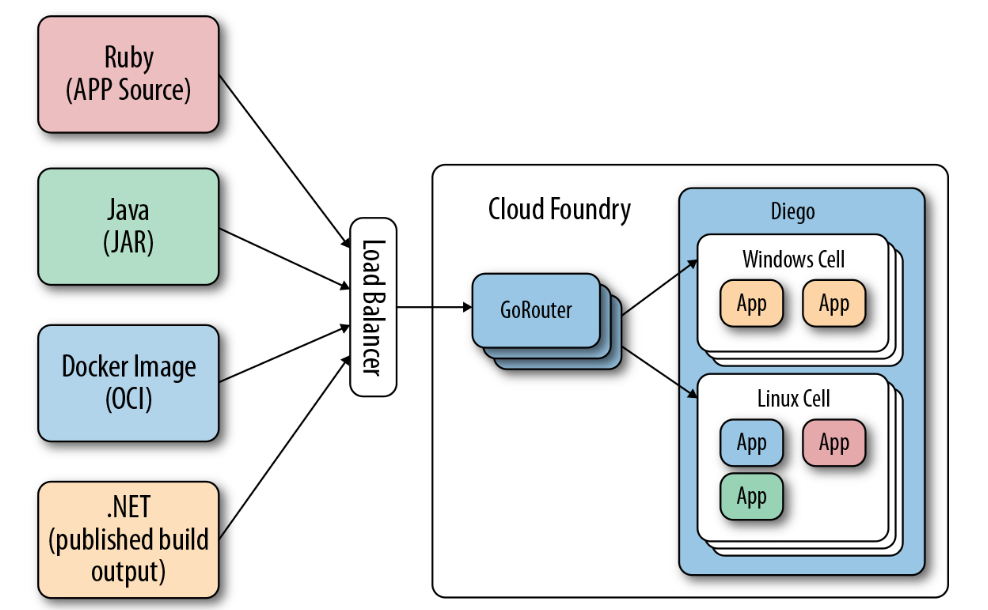 Ruby
(APP Source)
Java
(JAR)
Docker Image
(OCI)
.NET
(published build
output)
Load Balancer
Cloud Foundry
GoRouter
Diego
Windows Cell
App
App
Linux Cell
App
App
App